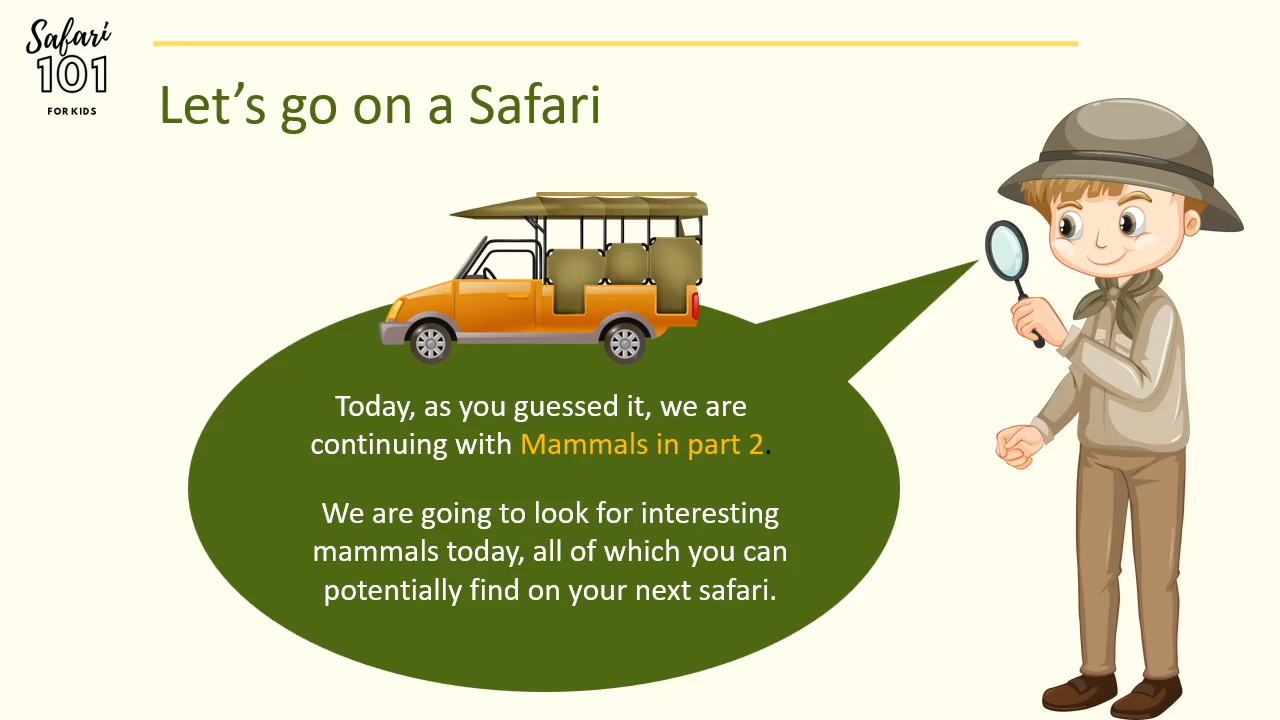 Safari
101
FOR KIDS
Let’s go on a Safari
Today, as you guessed it, we are
continuing with Mammals in part 2.
We are going to look for interesting
mammals today, all of which you can
potentially find on your next safari.